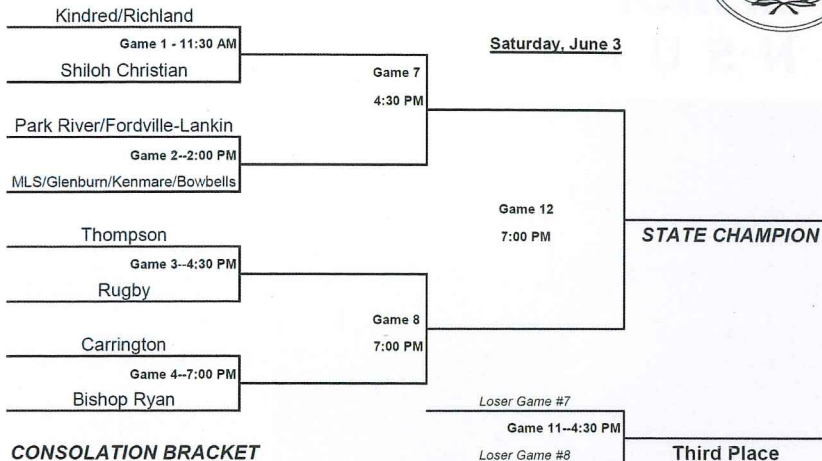 Kindred/Richland
Game 1 - 11:30 AM
Shiloh Christian
Saturday, June 3
Game 7
4:30 PM
Park River/Fordville-Lankin
Game 2--2:00 PM
MLS/Glenburn/Kenmare/Bowbells
Game 12
7:00 PM
STATE CHAMPION
Thompson
Game 3--4:30 PM
Rugby
Game 8
7:00 PM
Carrington
Game 4--7:00 PM
Bishop Ryan
Loser Game #7
Game 11--4:30 PM
Loser Game #8
Third Place
CONSOLATION BRACKET